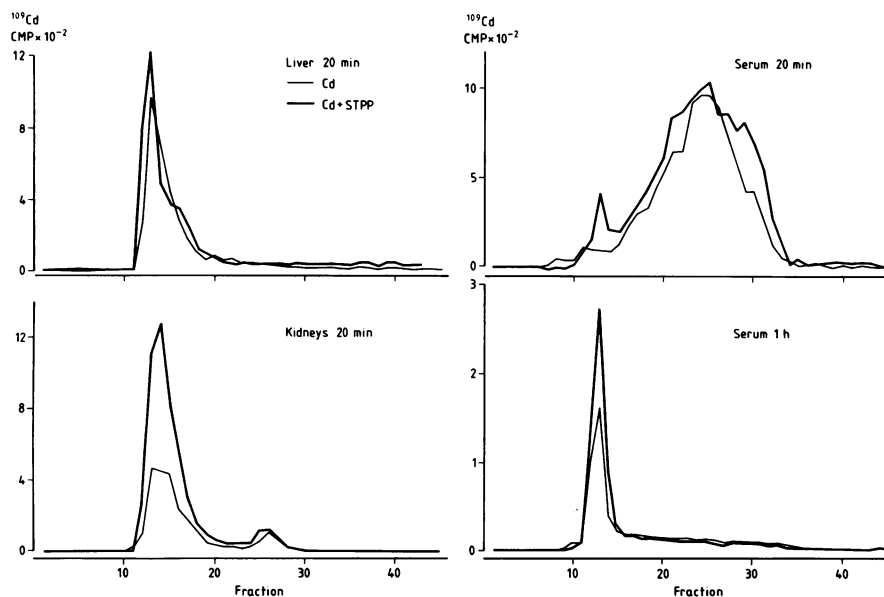 ¹⁰⁹Cd
CMP×10⁻²
Liver 20 min
Cd
Cd+STPP
12
8
4
0
¹⁰⁹Cd
CMP×10⁻²
Serum 20 min
10
5
0
Kidneys 20 min
12
8
4
0
10
20
30
40
Fraction
Serum 1 h
3
2
1
0
10
20
30
40
Fraction